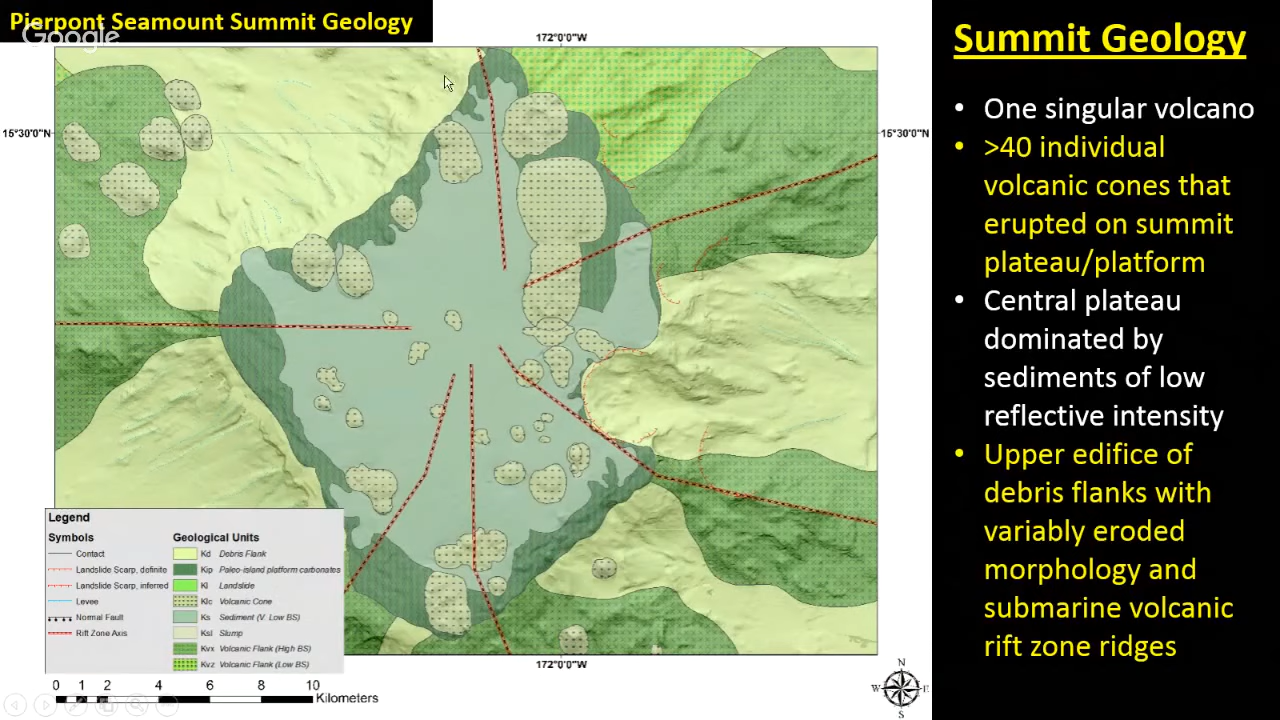 Pierpont Seamount Summit Geology
Google
172°0'0"W
15°30'0"N
15°30'0"N
172°0'0"W
Legend
Symbols
Contact
Landslide Scarp, definite
Landslide Scarp, inferred
Levee
Normal Fault
Rift Zone Axis
Geological Units
Kd Debris Flank
Kip Paleo-island platform carbonates
Kl Landslide
Klc Volcanic Cone
Ks Sediment (V. Low BS)
Ksl Slump
Kvx Volcanic Flank (High BS)
Kvz Volcanic Flank (Low BS)
0 1 2 4 6 8 10
Kilometers
N
W E
S
Summit Geology
• One singular volcano
• >40 individual
volcanic cones that
erupted on summit
plateau/platform
• Central plateau
dominated by
sediments of low
reflective intensity
• Upper edifice of
debris flanks with
variably eroded
morphology and
submarine volcanic
rift zone ridges